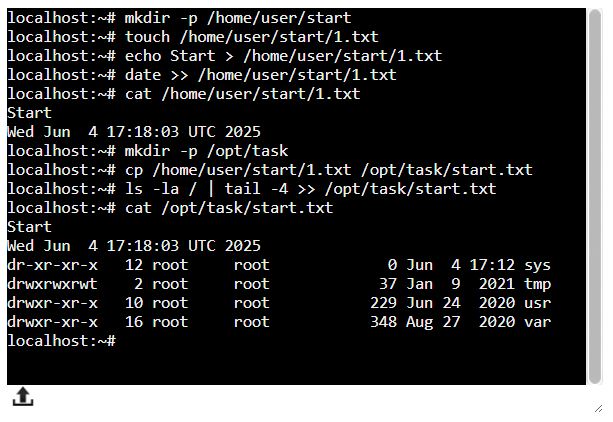 localhost:~# mkdir -p /home/user/start
localhost:~# touch /home/user/start/1.txt
localhost:~# echo Start > /home/user/start/1.txt
localhost:~# date >> /home/user/start/1.txt
localhost:~# cat /home/user/start/1.txt
Start
Wed Jun  4 17:18:03 UTC 2025
localhost:~# mkdir -p /opt/task
localhost:~# cp /home/user/start/1.txt /opt/task/start.txt
localhost:~# ls -la / | tail -4 >> /opt/task/start.txt
localhost:~# cat /opt/task/start.txt
Start
Wed Jun  4 17:18:03 UTC 2025
dr-xr-xr-x   12 root     root             0 Jun  4 17:12 sys
drwxrwxrwt    2 root     root            37 Jan  9  2021 tmp
drwxr-xr-x   10 root     root           229 Jun 24  2020 usr
drwxr-xr-x   16 root     root           348 Aug 27  2020 var
localhost:~#